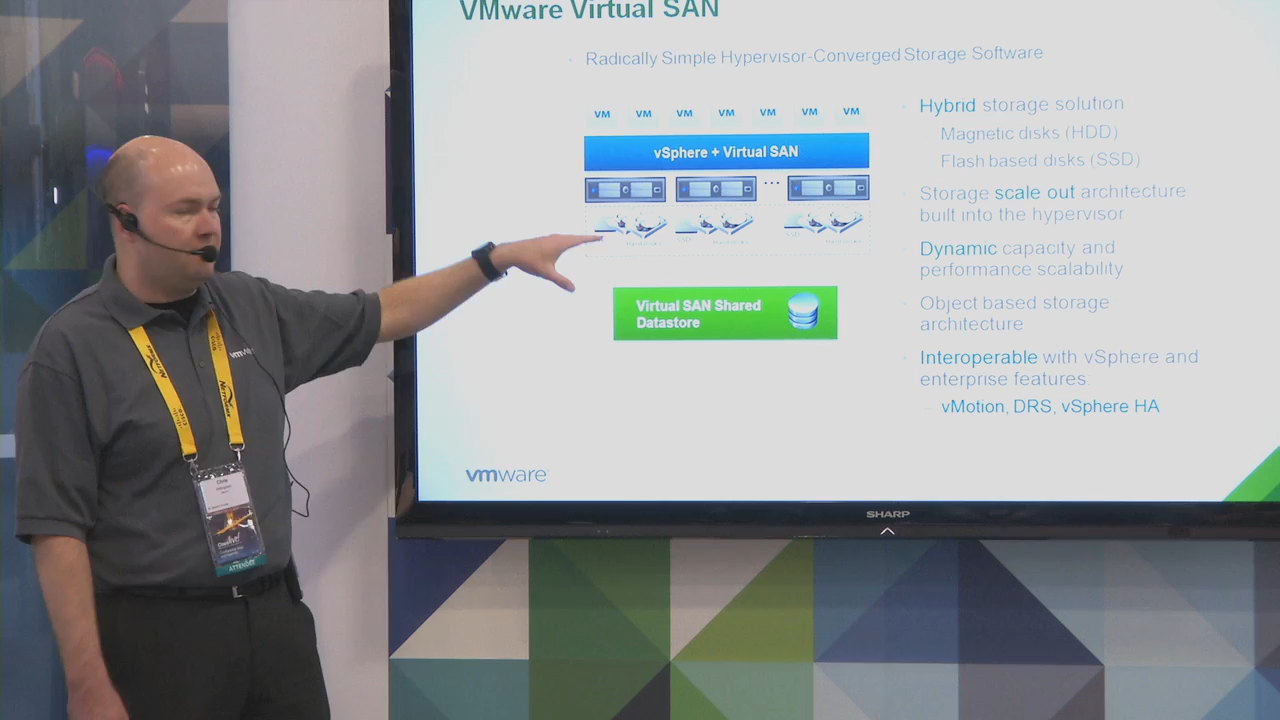 VMware Virtual SAN
Radically Simple Hypervisor-Converged Storage Software
VM VM VM VM VM VM VM
vSphere + Virtual SAN
...
SSD
Virtual SAN Shared
Datastore
Hybrid storage solution
Magnetic disks (HDD)
Flash based disks (SSD)
Storage scale out architecture
built into the hypervisor
Dynamic capacity and
performance scalability
Object based storage
architecture
Interoperable with vSphere and
enterprise features:
– vMotion, DRS, vSphere HA
vmware
SHARP
vmware
Chris
ATTENDEE